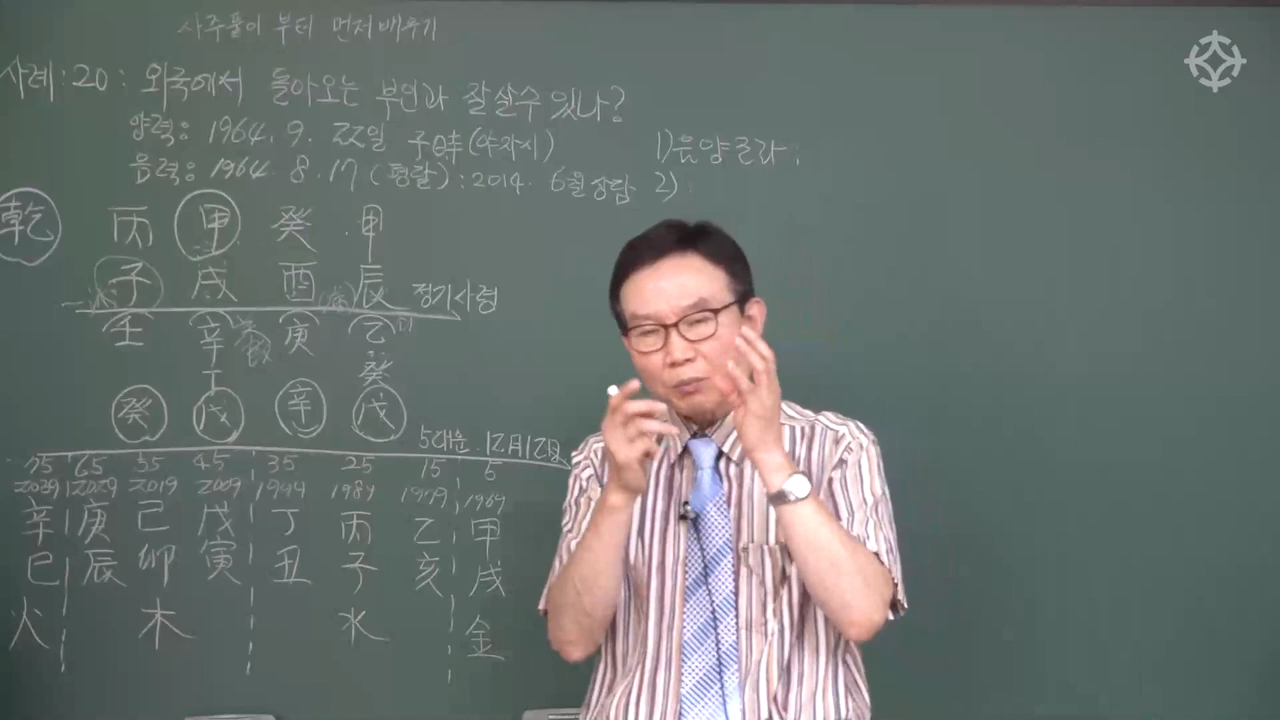 사주풀이 부터 먼저배우기
사례:20: 외국에서 돌아오는 부인과 잘살수있나?
양력: 1964. 9. 22일 子時(야자시)
음력: 1964. 8. 17(평달): 2014. 6월상담
1)음양코라:
2):
乾 丙 甲 癸 甲
子 戌 酉 辰 정기사령
壬 辛 寅 乙
丁 癸
癸 戊 辛 戊
5대운. 12月12日
75 65 55 45 35 25 15 5
2039 2029 2019 2009 1994 1984 1979 1969
辛 庚 己 戊 丁 丙 乙 甲
巳 辰 卯 寅 丑 子 亥 戌
火 木 水 金